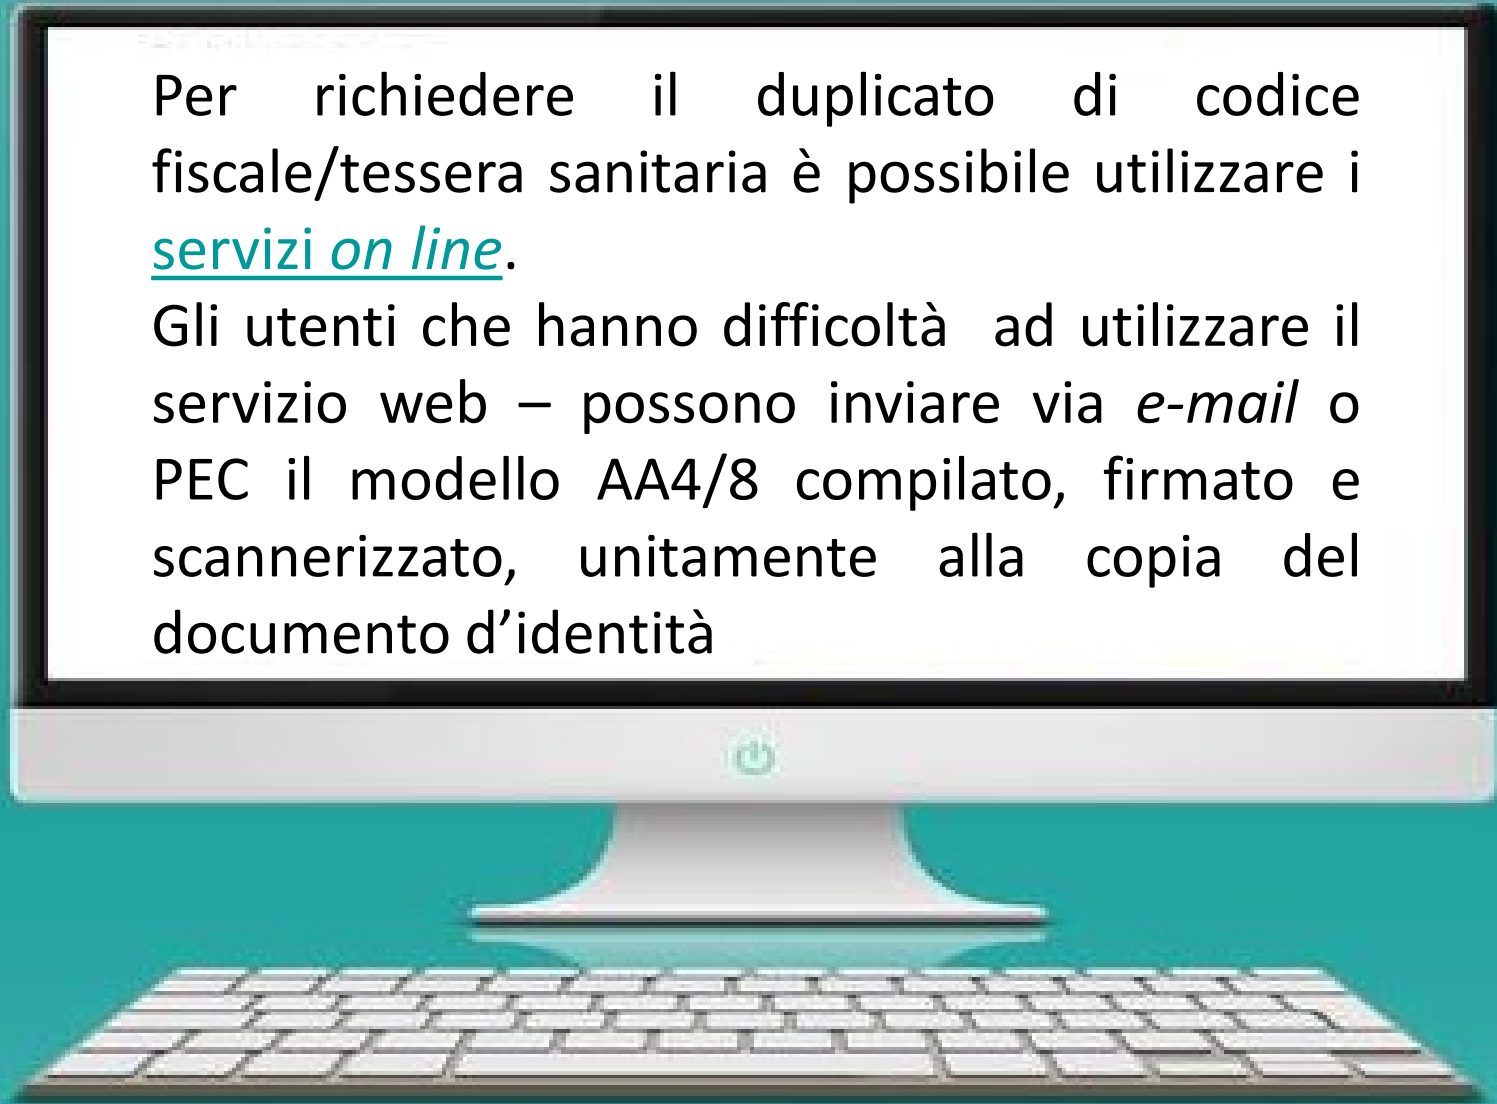 Per richiedere il duplicato di codice
fiscale/tessera sanitaria è possibile utilizzare i
servizi on line.
Gli utenti che hanno difficoltà ad utilizzare il
servizio web – possono inviare via e-mail o
PEC il modello AA4/8 compilato, firmato e
scannerizzato, unitamente alla copia del
documento d’identità